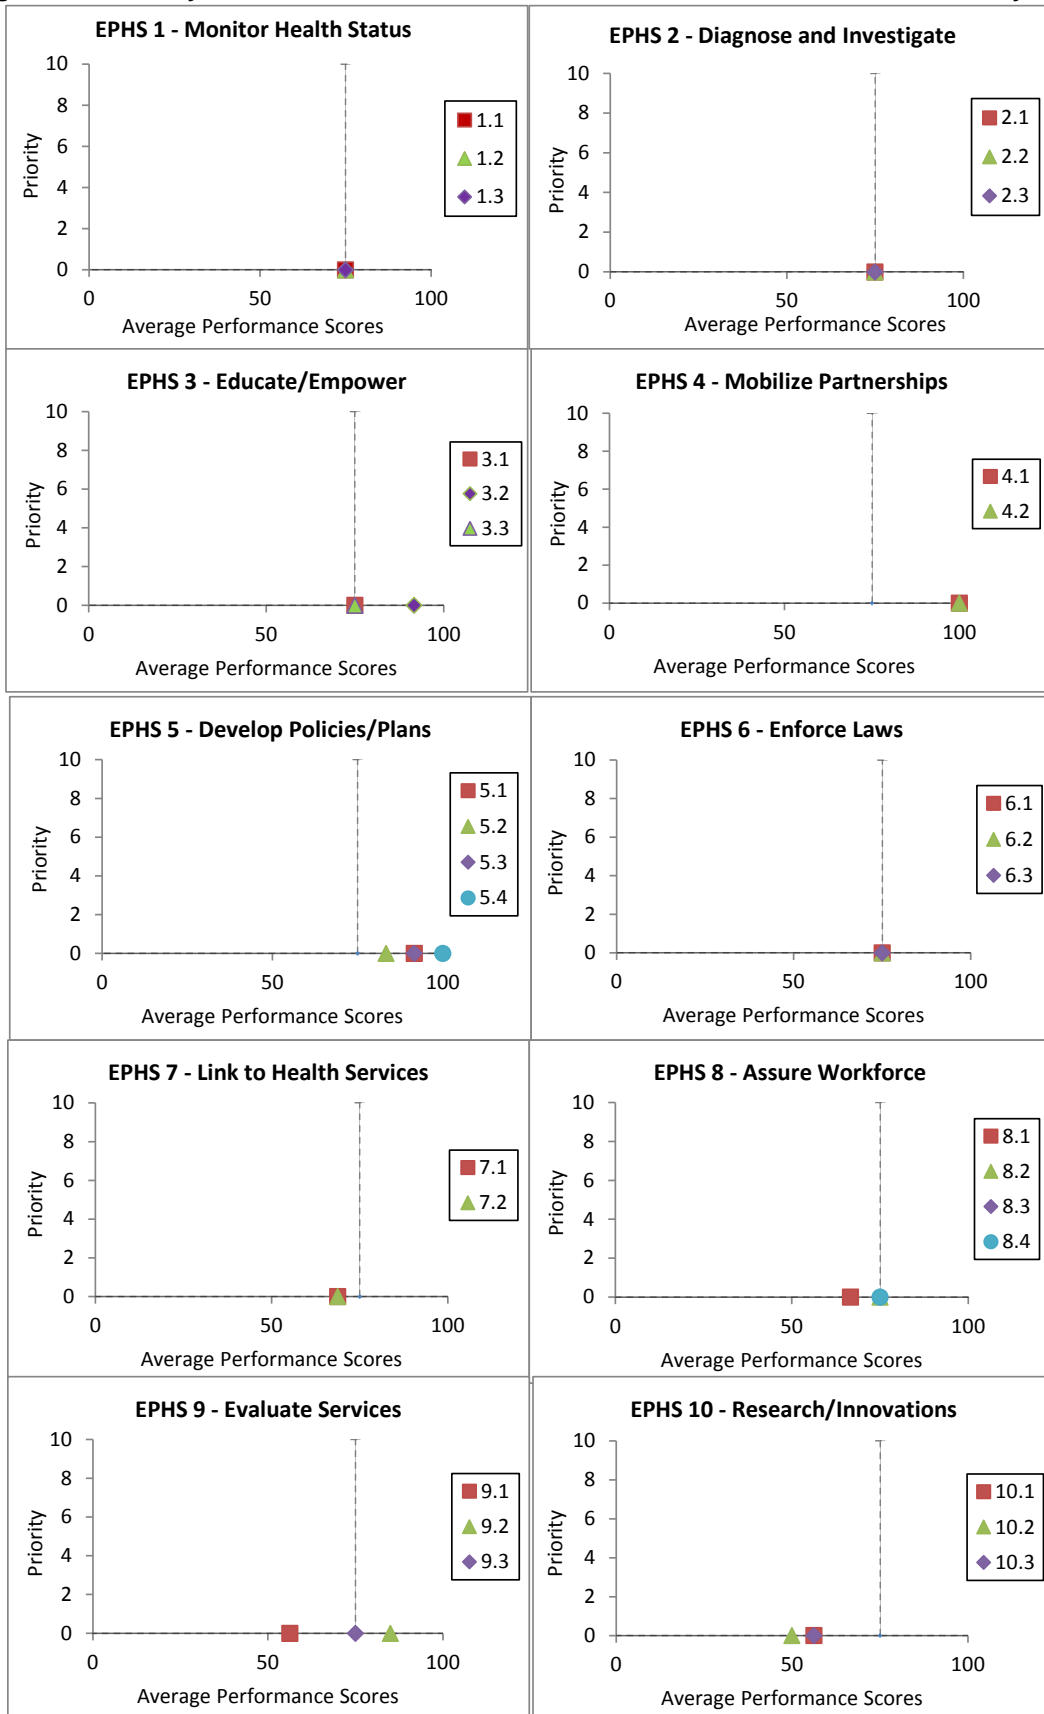 EPHS 1 - Monitor Health Status
10
8
6
4
2
0
Priority
0 50 100
Average Performance Scores
1.1
1.2
1.3
EPHS 2 - Diagnose and Investigate
10
8
6
4
2
0
Priority
0 50 100
Average Performance Scores
2.1
2.2
2.3
EPHS 3 - Educate/Empower
10
8
6
4
2
0
Priority
0 50 100
Average Performance Scores
3.1
3.2
3.3
EPHS 4 - Mobilize Partnerships
10
8
6
4
2
0
Priority
0 50 100
Average Performance Scores
4.1
4.2
EPHS 5 - Develop Policies/Plans
10
8
6
4
2
0
Priority
0 50 100
Average Performance Scores
5.1
5.2
5.3
5.4
EPHS 6 - Enforce Laws
10
8
6
4
2
0
Priority
0 50 100
Average Performance Scores
6.1
6.2
6.3
EPHS 7 - Link to Health Services
10
8
6
4
2
0
Priority
0 50 100
Average Performance Scores
7.1
7.2
EPHS 8 - Assure Workforce
10
8
6
4
2
0
Priority
0 50 100
Average Performance Scores
8.1
8.2
8.3
8.4
EPHS 9 - Evaluate Services
10
8
6
4
2
0
Priority
0 50 100
Average Performance Scores
9.1
9.2
9.3
EPHS 10 - Research/Innovations
10
8
6
4
2
0
Priority
0 50 100
Average Performance Scores
10.1
10.2
10.3